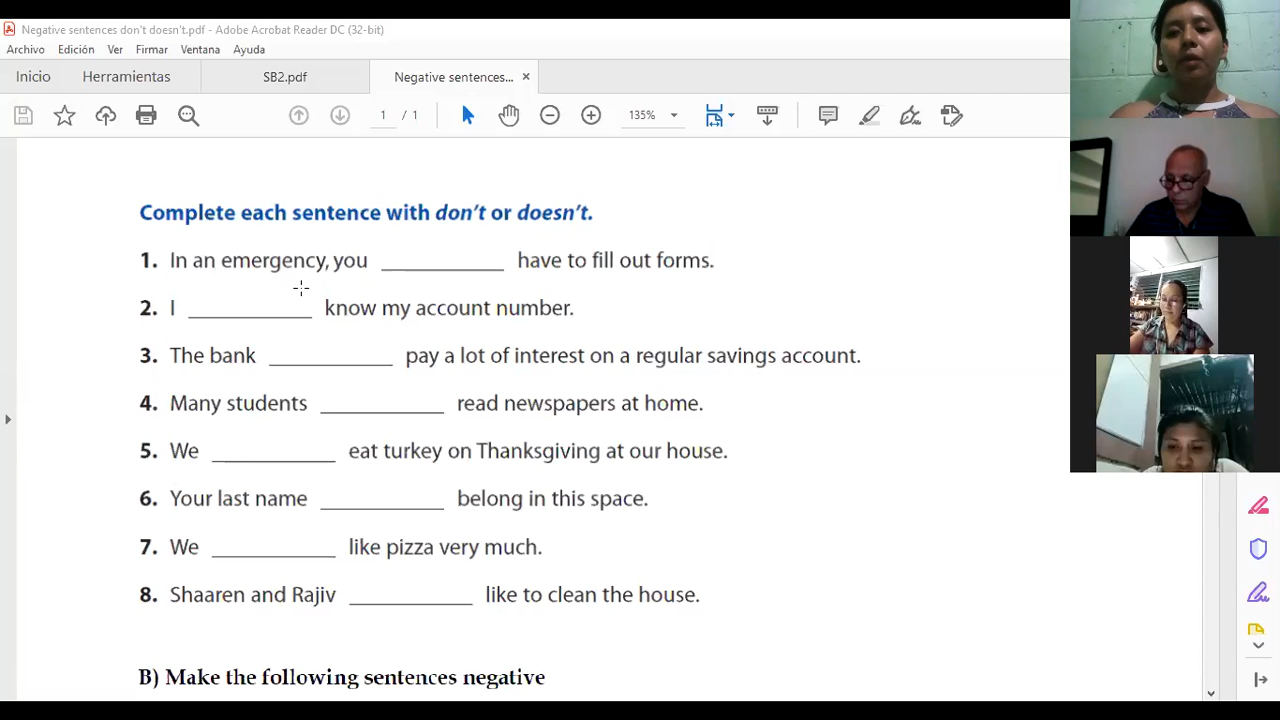 Negative sentences don't doesn't.pdf - Adobe Acrobat Reader DC (32-bit)
Archivo Edición Ver Firmar Ventana Ayuda
Inicio Herramientas SB2.pdf Negative sentences... ×
1 / 1 135%
Complete each sentence with don't or doesn't.
1. In an emergency, you ____________ have to fill out forms.
2. I ____________ know my account number.
3. The bank ____________ pay a lot of interest on a regular savings account.
4. Many students ____________ read newspapers at home.
5. We ____________ eat turkey on Thanksgiving at our house.
6. Your last name ____________ belong in this space.
7. We ____________ like pizza very much.
8. Shaaren and Rajiv ____________ like to clean the house.
B) Make the following sentences negative